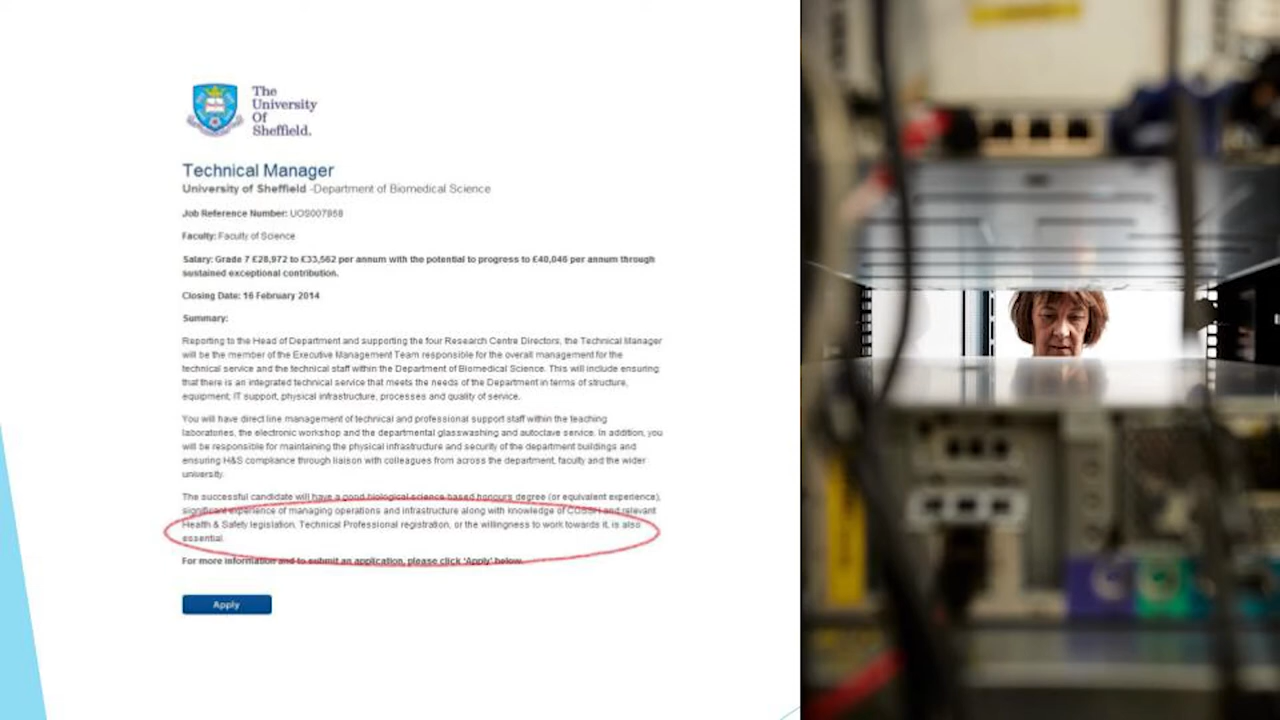 The
University
Of
Sheffield.
Technical Manager
University of Sheffield -Department of Biomedical Science
Job Reference Number: UOS007958
Faculty: Faculty of Science
Salary: Grade 7 £28,972 to £33,562 per annum with the potential to progress to £40,046 per annum through
sustained exceptional contribution.
Closing Date: 16 February 2014
Summary:
Reporting to the Head of Department and supporting the four Research Centre Directors, the Technical Manager
will be the member of the Executive Management Team responsible for the overall management for the
technical service and the technical staff within the Department of Biomedical Science. This will include ensuring
that there is an integrated technical service that meets the needs of the Department in terms of structure,
equipment, IT support, physical infrastructure, processes and quality of service.
You will have direct line management of technical and professional support staff within the teaching
laboratories, the electronic workshop and the departmental glasswashing and autoclave service. In addition, you
will be responsible for maintaining the physical infrastructure and security of the department buildings and
ensuring H&S compliance through liaison with colleagues from across the department, faculty and the wider
university.
The successful candidate will have a good biological science based honours degree (or equivalent experience),
significant experience of managing operations and infrastructure along with knowledge of COSSH and relevant
Health & Safety legislation, Technical Professional registration, or the willingness to work towards it, is also
essential.
For more information and to submit an application, please click 'Apply' below.
Apply